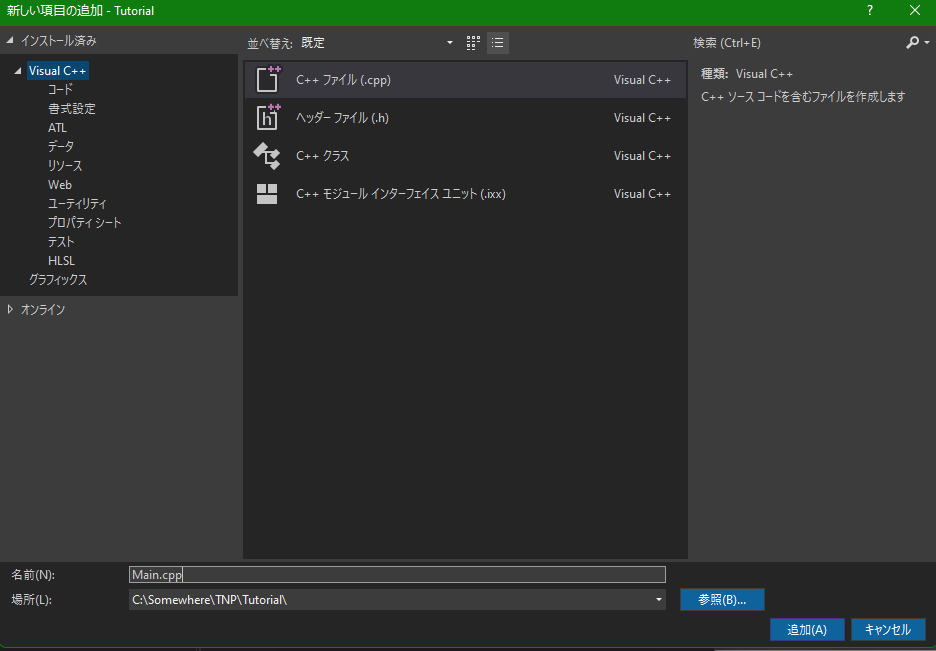 新しい項目の追加 - Tutorial
?
インストール済み
Visual C++
コード
書式設定
ATL
データ
リソース
Web
ユーティリティ
プロパティ シート
テスト
HLSL
グラフィックス
オンライン
並べ替え: 既定
C++ ファイル (.cpp) Visual C++
ヘッダー ファイル (.h) Visual C++
C++ クラス Visual C++
C++ モジュール インターフェイス ユニット (.ixx) Visual C++
検索 (Ctrl+E)
種類: Visual C++
C++ ソース コードを含むファイルを作成します
名前(N): Main.cpp
場所(L): C:\Somewhere\TNP\Tutorial\
参照(B)...
追加(A) キャンセル